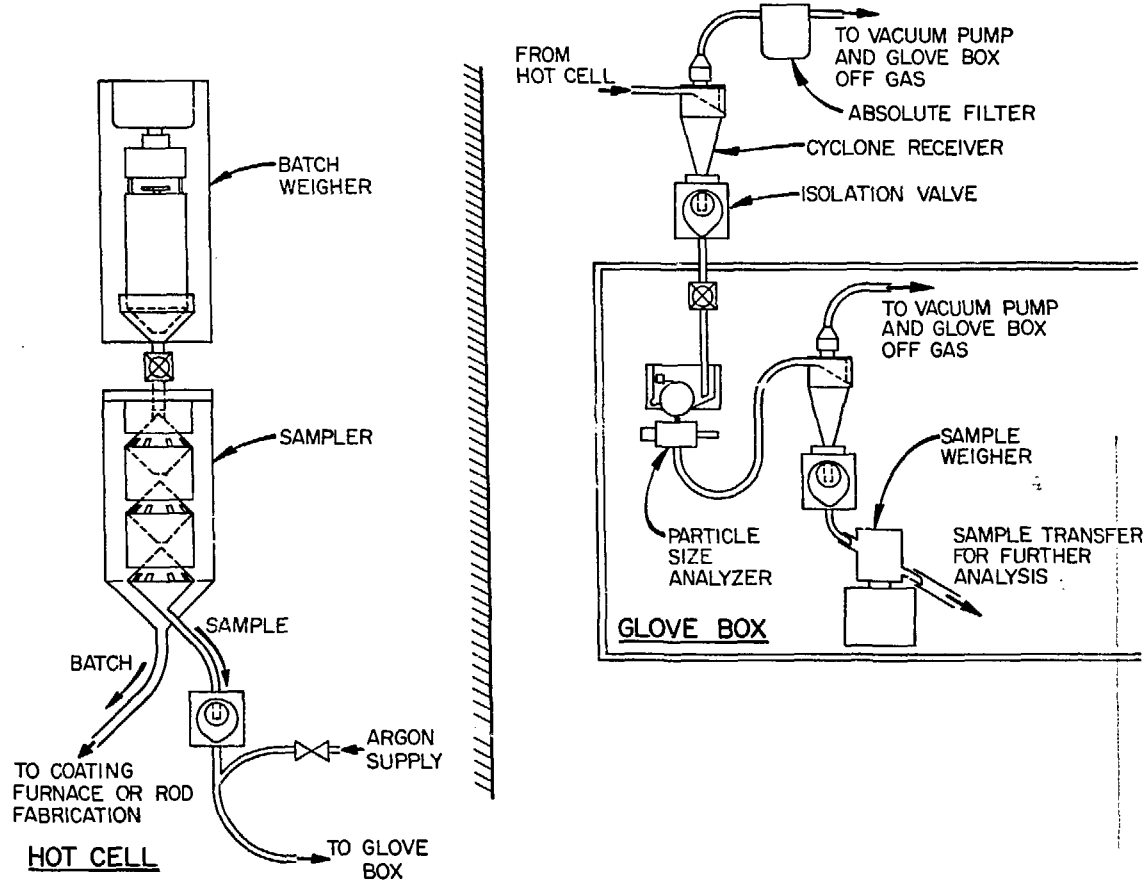 BATCH
WEIGHER
SAMPLER
SAMPLE
BATCH
ARGON
SUPPLY
TO COATING
FURNACE OR ROD
FABRICATION
TO GLOVE
BOX
HOT CELL
FROM
HOT CELL
TO VACUUM PUMP
AND GLOVE BOX
OFF GAS
ABSOLUTE FILTER
CYCLONE RECEIVER
ISOLATION VALVE
TO VACUUM PUMP
AND GLOVE BOX
OFF GAS
SAMPLE
WEIGHER
PARTICLE
SIZE
ANALYZER
SAMPLE TRANSFER
FOR FURTHER
ANALYSIS
GLOVE BOX